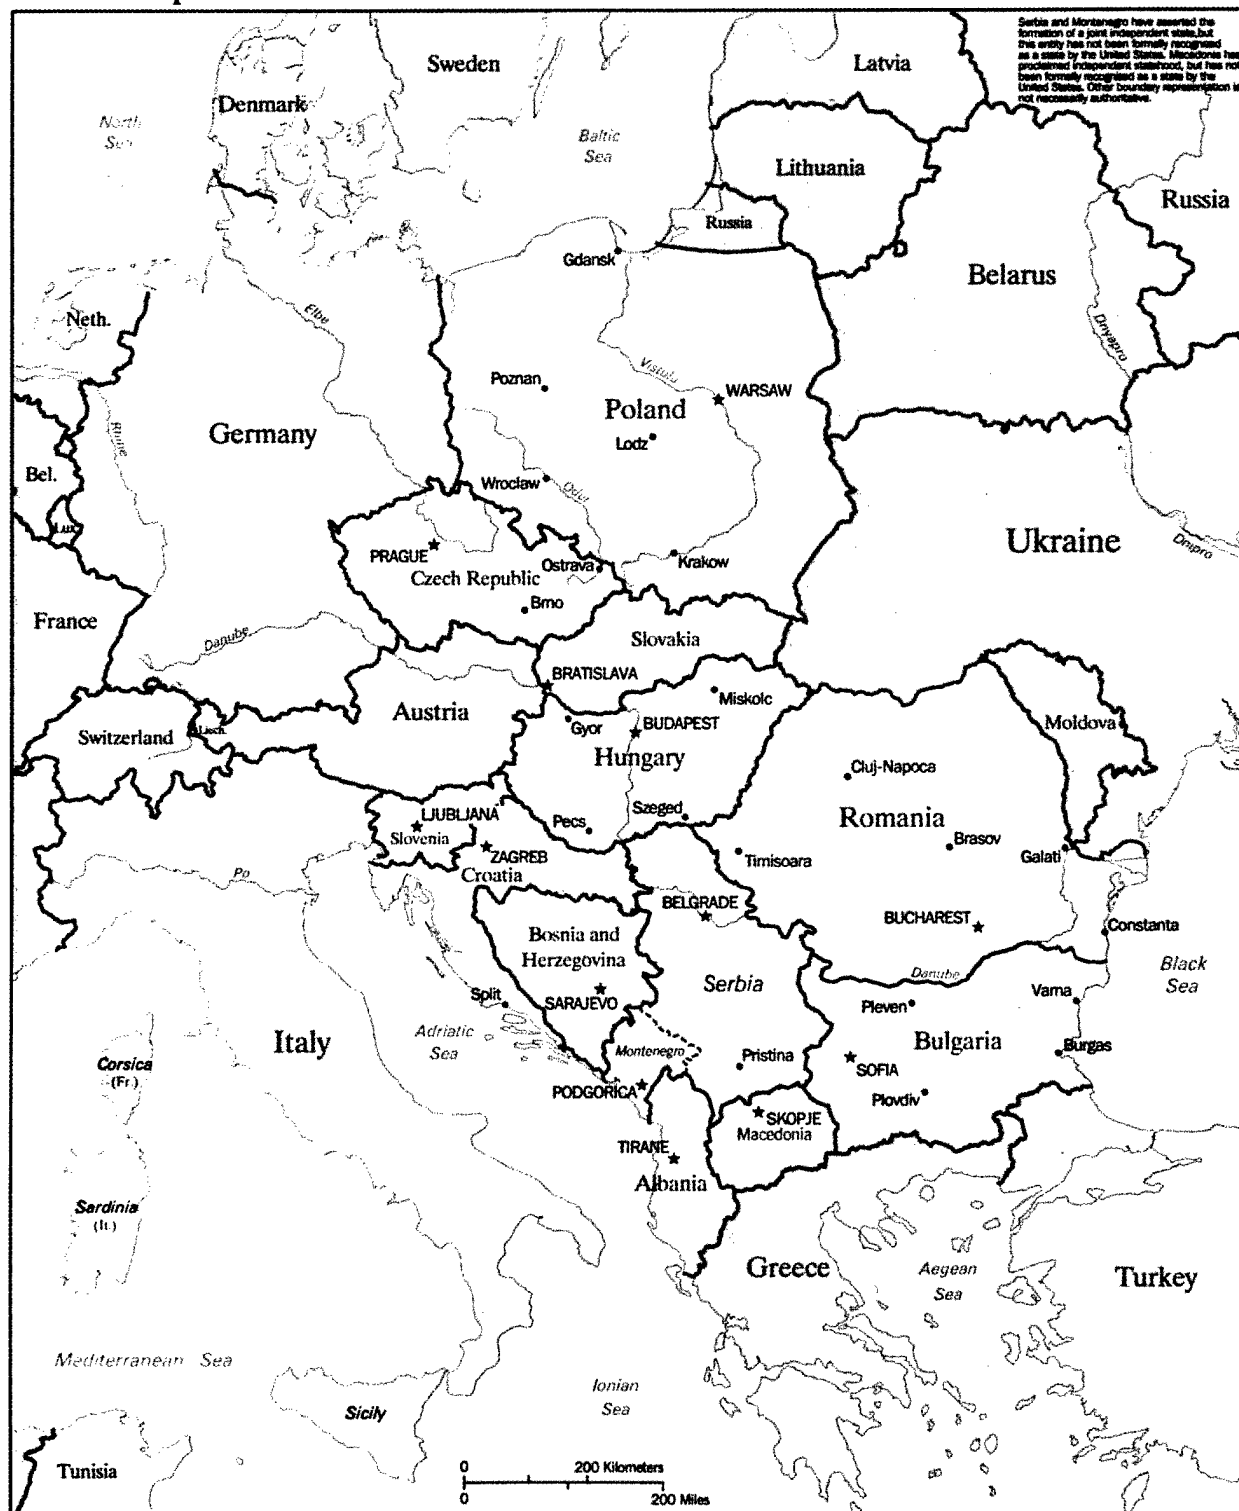 Serbia and Montenegro have asserted the
formation of a joint independent state, but
this entity has not been formally recognized
as a state by the United States. Macedonia has
proclaimed independent statehood, but has not
been formally recognized as a state by the
United States. Other boundary representation is
not necessarily authoritative.
Sweden
Latvia
Denmark
North
Sea
Baltic
Sea
Lithuania
Russia
Russia
Gdansk
Belarus
Neth.
Elbe
Dnyapro
Vistula
Poznan
WARSAW
Poland
Germany
Rhine
Lodz
Bel.
Wroclaw
Oder
Lux.
Ukraine
Dnipro
PRAGUE
Ostrava
Krakow
Czech Republic
Brno
France
Danube
Slovakia
BRATISLAVA
Miskolc
Austria
Gyor
BUDAPEST
Moldova
Switzerland
Liech.
Hungary
Cluj-Napoca
LJUBLJANA
Szeged
Pecs
Romania
Slovenia
Brasov
ZAGREB
Timisoara
Galati
Croatia
Po
BELGRADE
BUCHAREST
Constanta
Bosnia and
Herzegovina
Danube
Black
Sea
Serbia
Split
SARAJEVO
Pleven
Varna
Italy
Adriatic
Sea
Montenegro
Bulgaria
Burgas
Corsica
(Fr.)
Pristina
SOFIA
PODGORICA
Plovdiv
SKOPJE
Macedonia
TIRANE
Albania
Sardinia
(It.)
Greece
Aegean
Sea
Turkey
Mediterranean Sea
Ionian
Sea
Sicily
Tunisia
0 200 Kilometers
0 200 Miles